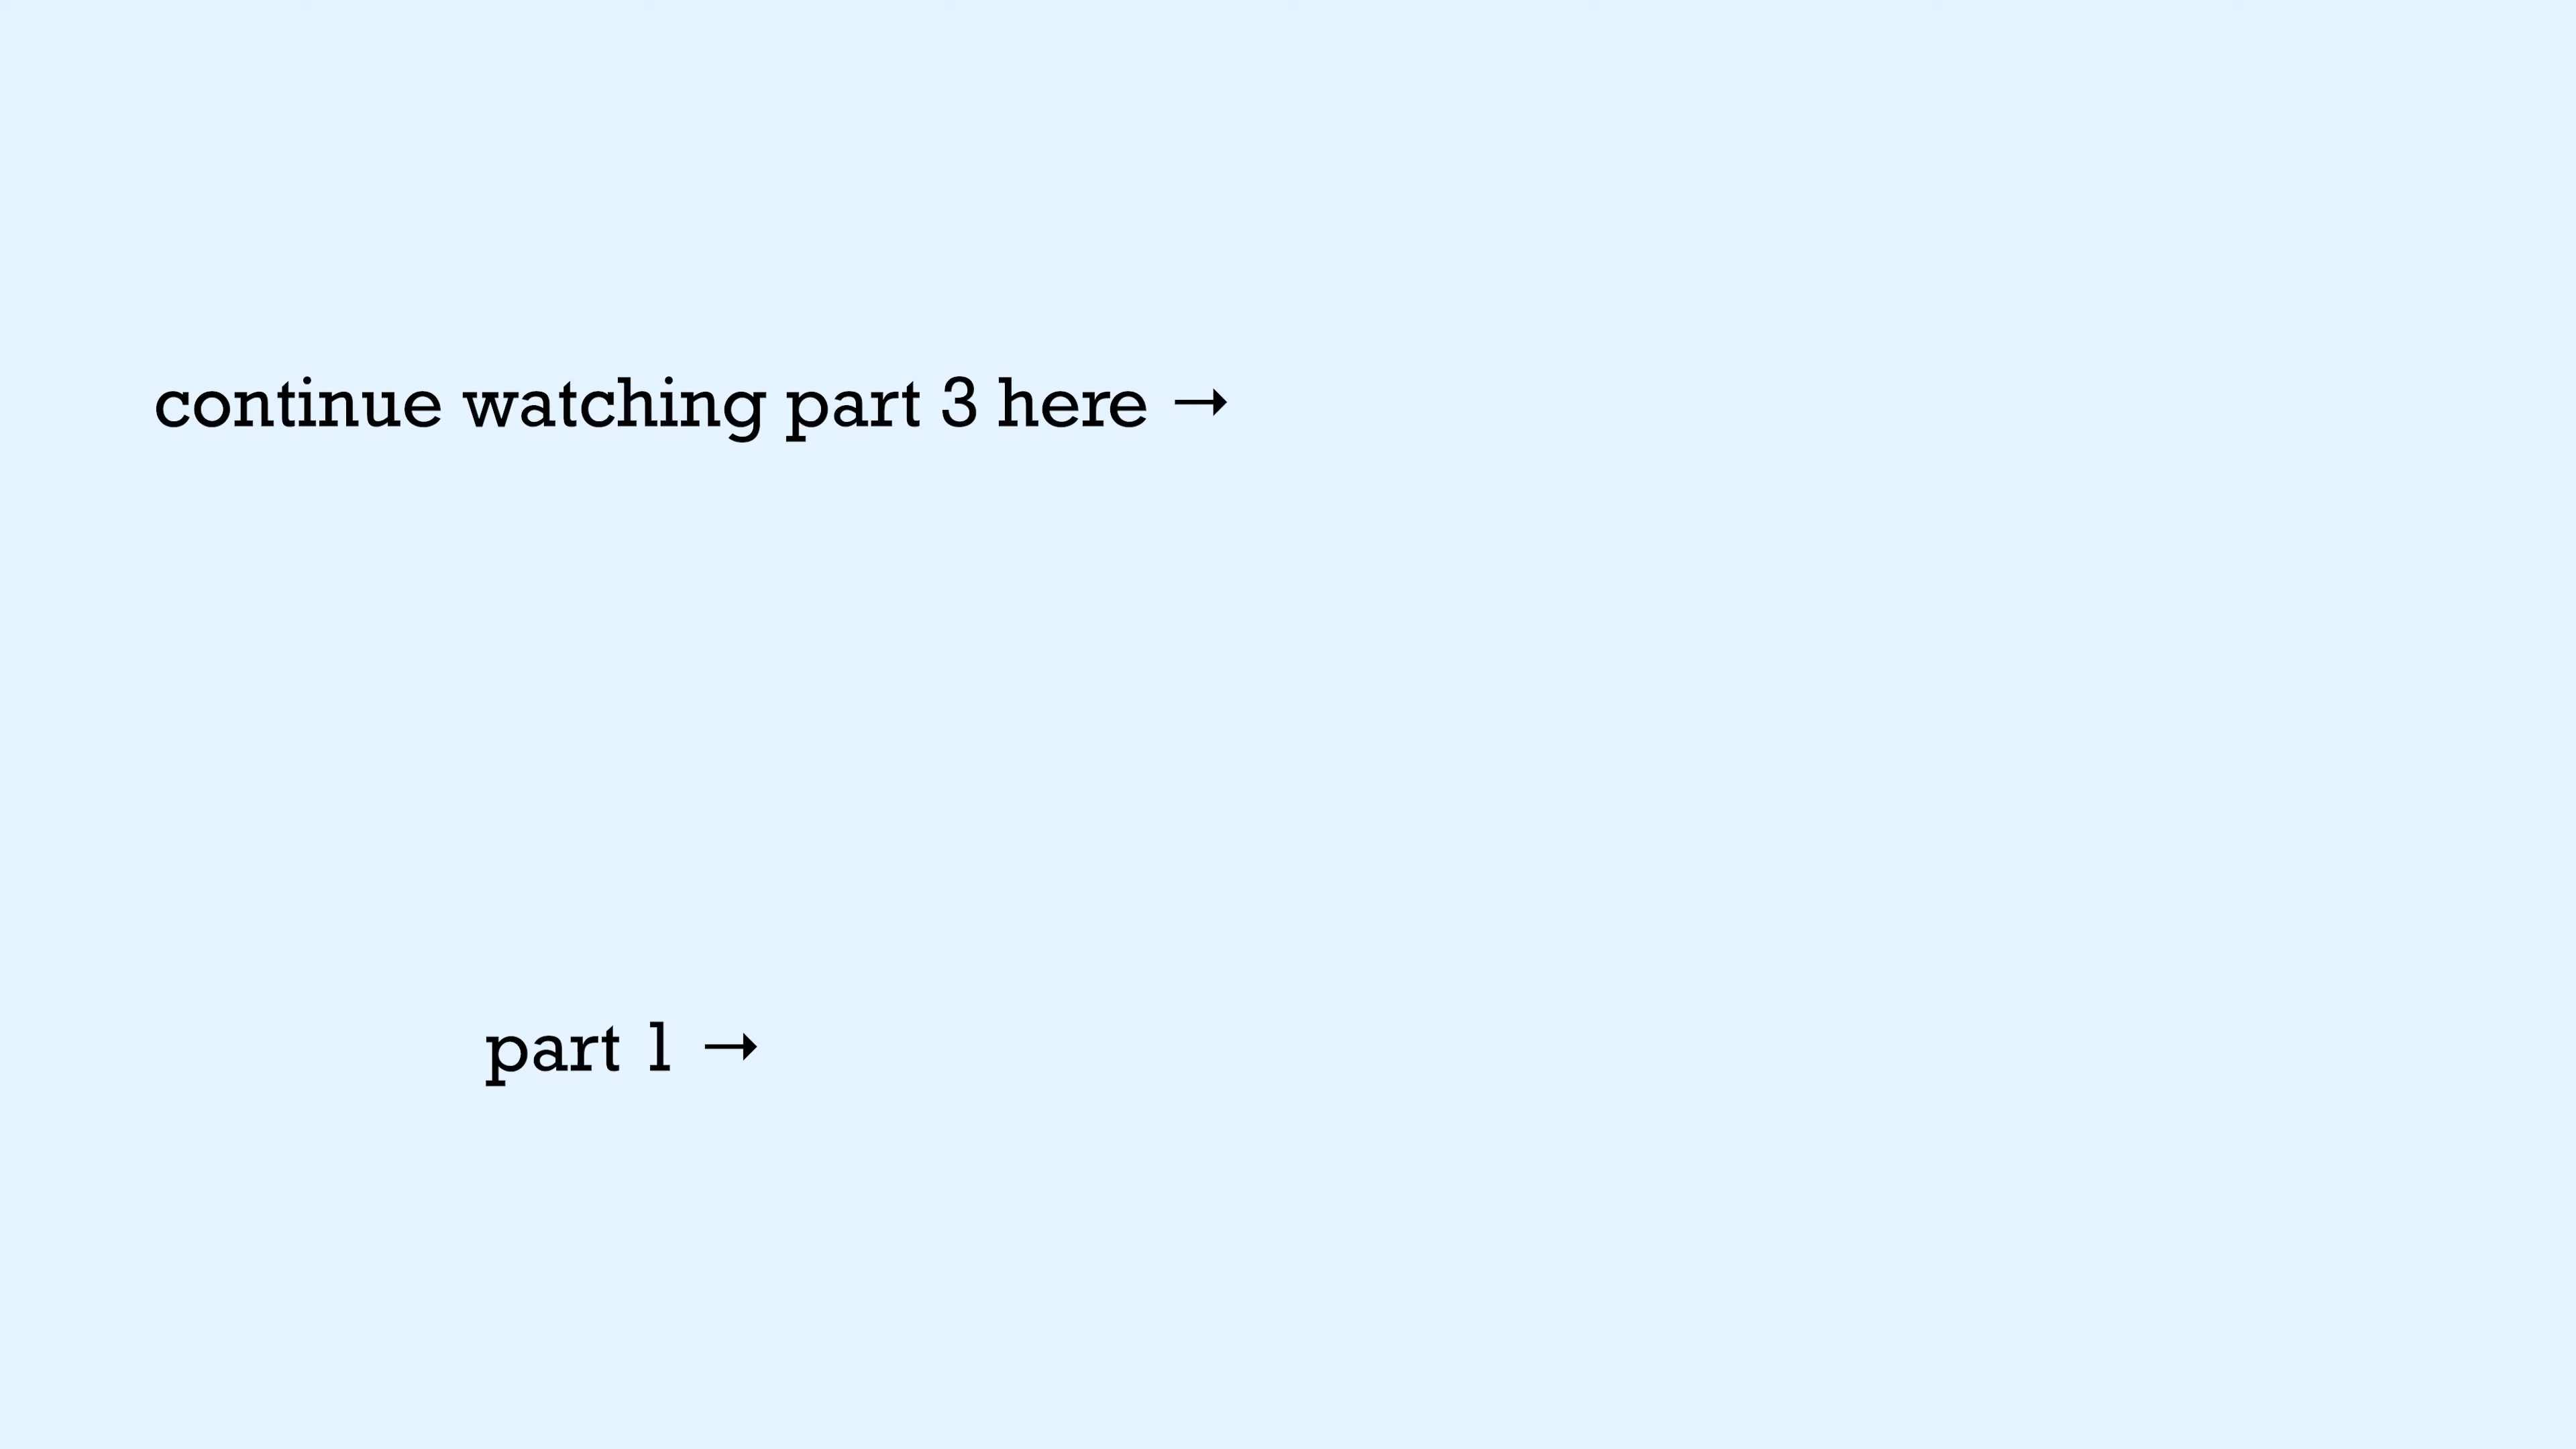 continue watching part 3 here →
part 1 →